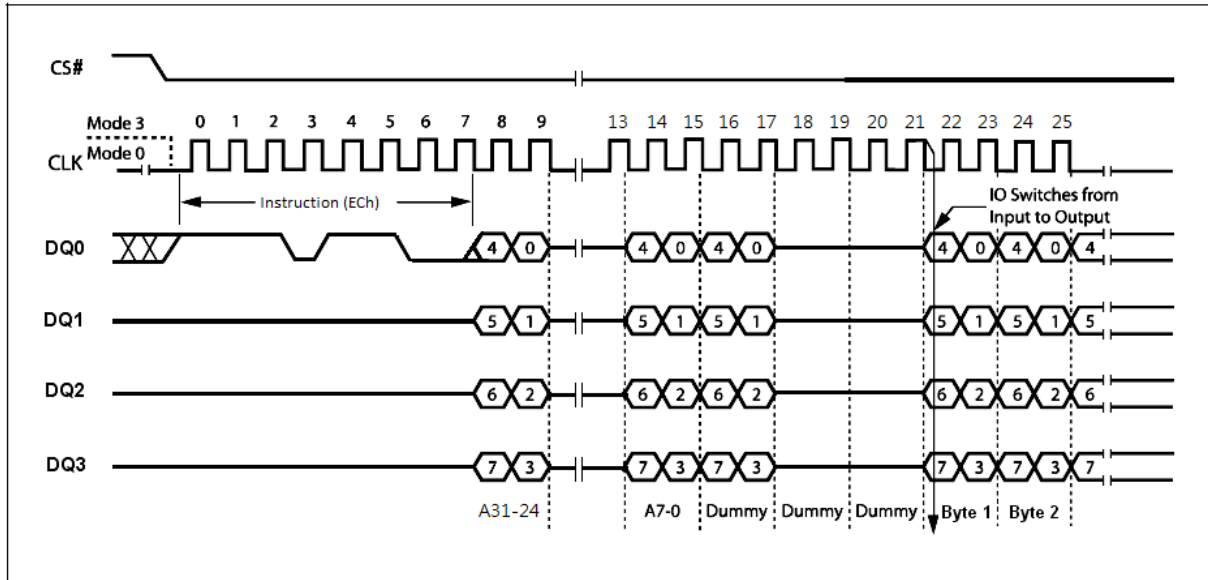 CS#
Mode 3
0 1 2 3 4 5 6 7 8 9 13 14 15 16 17 18 19 20 21 22 23 24 25
Mode 0
CLK
Instruction (ECh)
IO Switches from
Input to Output
DQ0
4 0 4 0 4 0 4 0 4 0 4
DQ1
5 1 5 1 5 1 5 1 5 1 5
DQ2
6 2 6 2 6 2 6 2 6 2 6
DQ3
7 3 7 3 7 3 7 3 7 3 7
A31-24 A7-0 Dummy Dummy Dummy Byte 1 Byte 2